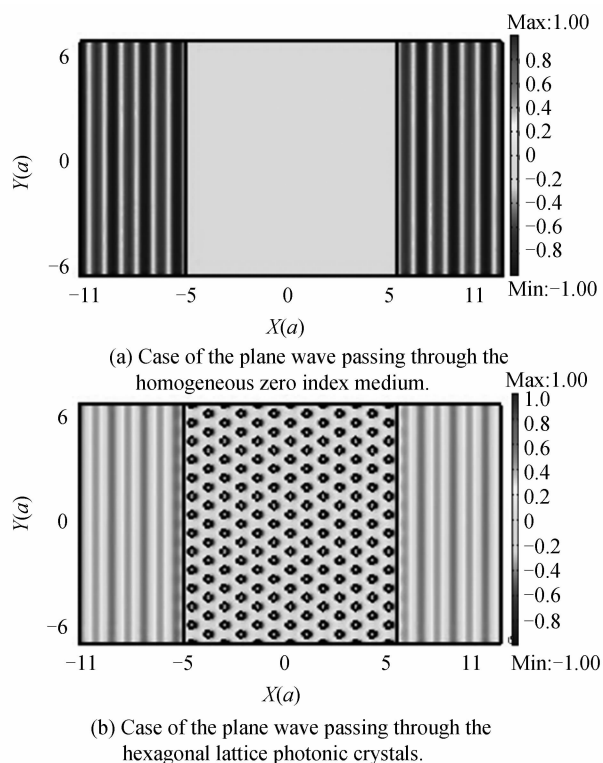 Max:1.00
6
0
−6
Y(a)
0.8
0.6
0.4
0.2
0
−0.2
−0.4
−0.6
−0.8
−11
−5
0
5
11
Min:−1.00
X(a)
(a) Case of the plane wave passing through the
homogeneous zero index medium.
Max:1.00
6
0
−6
Y(a)
1.0
0.8
0.6
0.4
0.2
0
−0.2
−0.4
−0.6
−0.8
−11
−5
0
5
11
Min:−1.00
X(a)
(b) Case of the plane wave passing through the
hexagonal lattice photonic crystals.